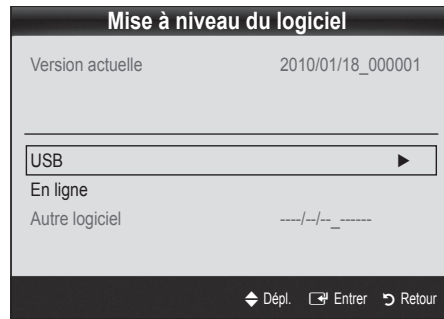 Mise à niveau du logiciel
Version actuelle 2010/01/18_000001
USB ►
En ligne
Autre logiciel ----/--/--_------
Dépl. Entrer Retour